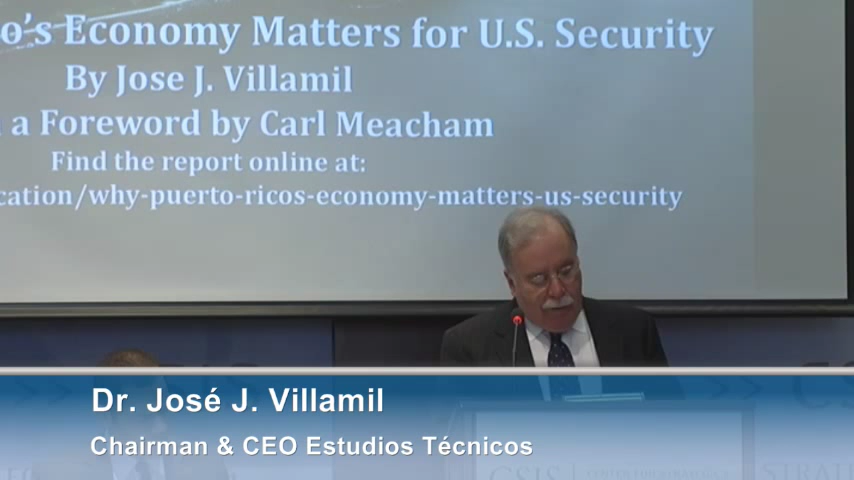 o's Economy Matters for U.S. Security
By Jose J. Villamil
a Foreword by Carl Meacham
Find the report online at:
cation/why-puerto-ricos-economy-matters-us-security
Dr. José J. Villamil
Chairman & CEO Estudios Técnicos
CSIS